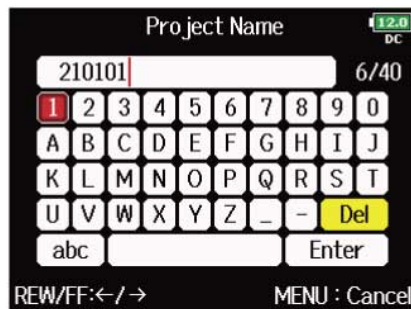 Project Name
12.0
DC
210101
6/40
1 2 3 4 5 6 7 8 9 0
A B C D E F G H I J
K L M N O P Q R S T
U V W X Y Z _ - Del
abc Enter
REW/FF:←/→ MENU : Cancel